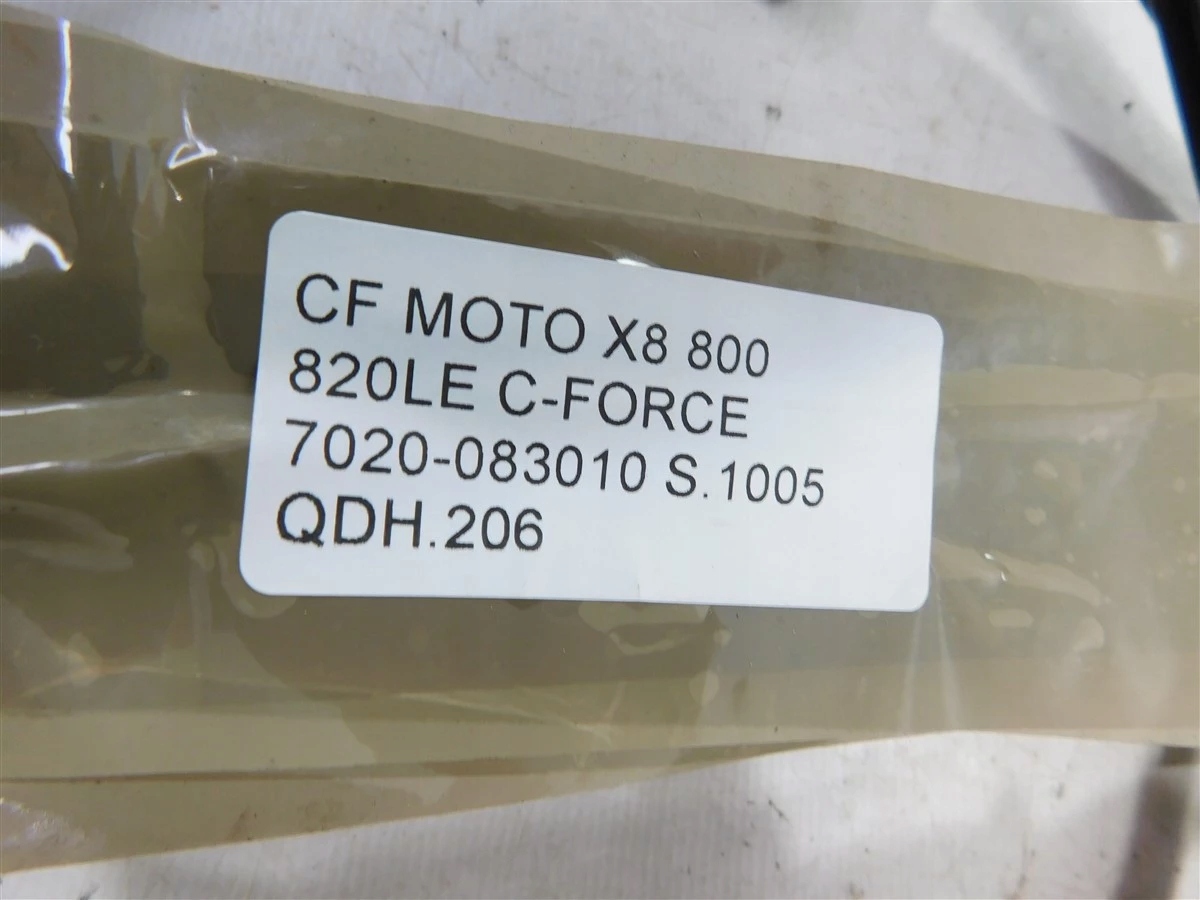 CF MOTO X8 800
820LE C-FORCE
7020-083010 S.1005
QDH.206